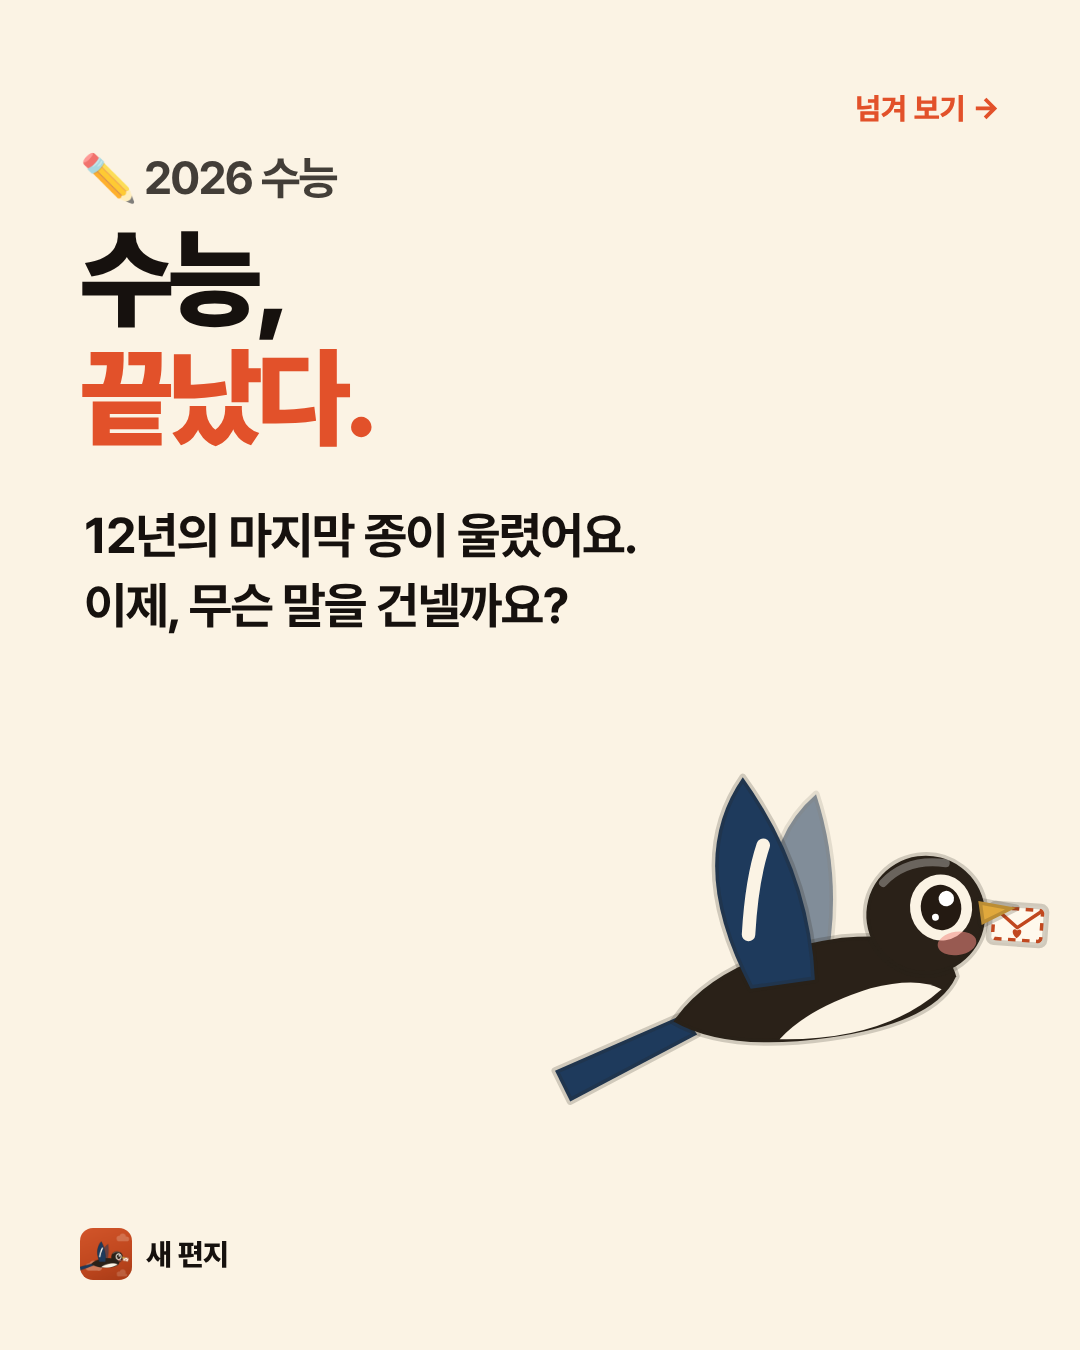 넘겨 보기 →
✏️ 2026 수능
수능,
끝났다.
12년의 마지막 종이 울렸어요.
이제, 무슨 말을 건넬까요?
새 편지